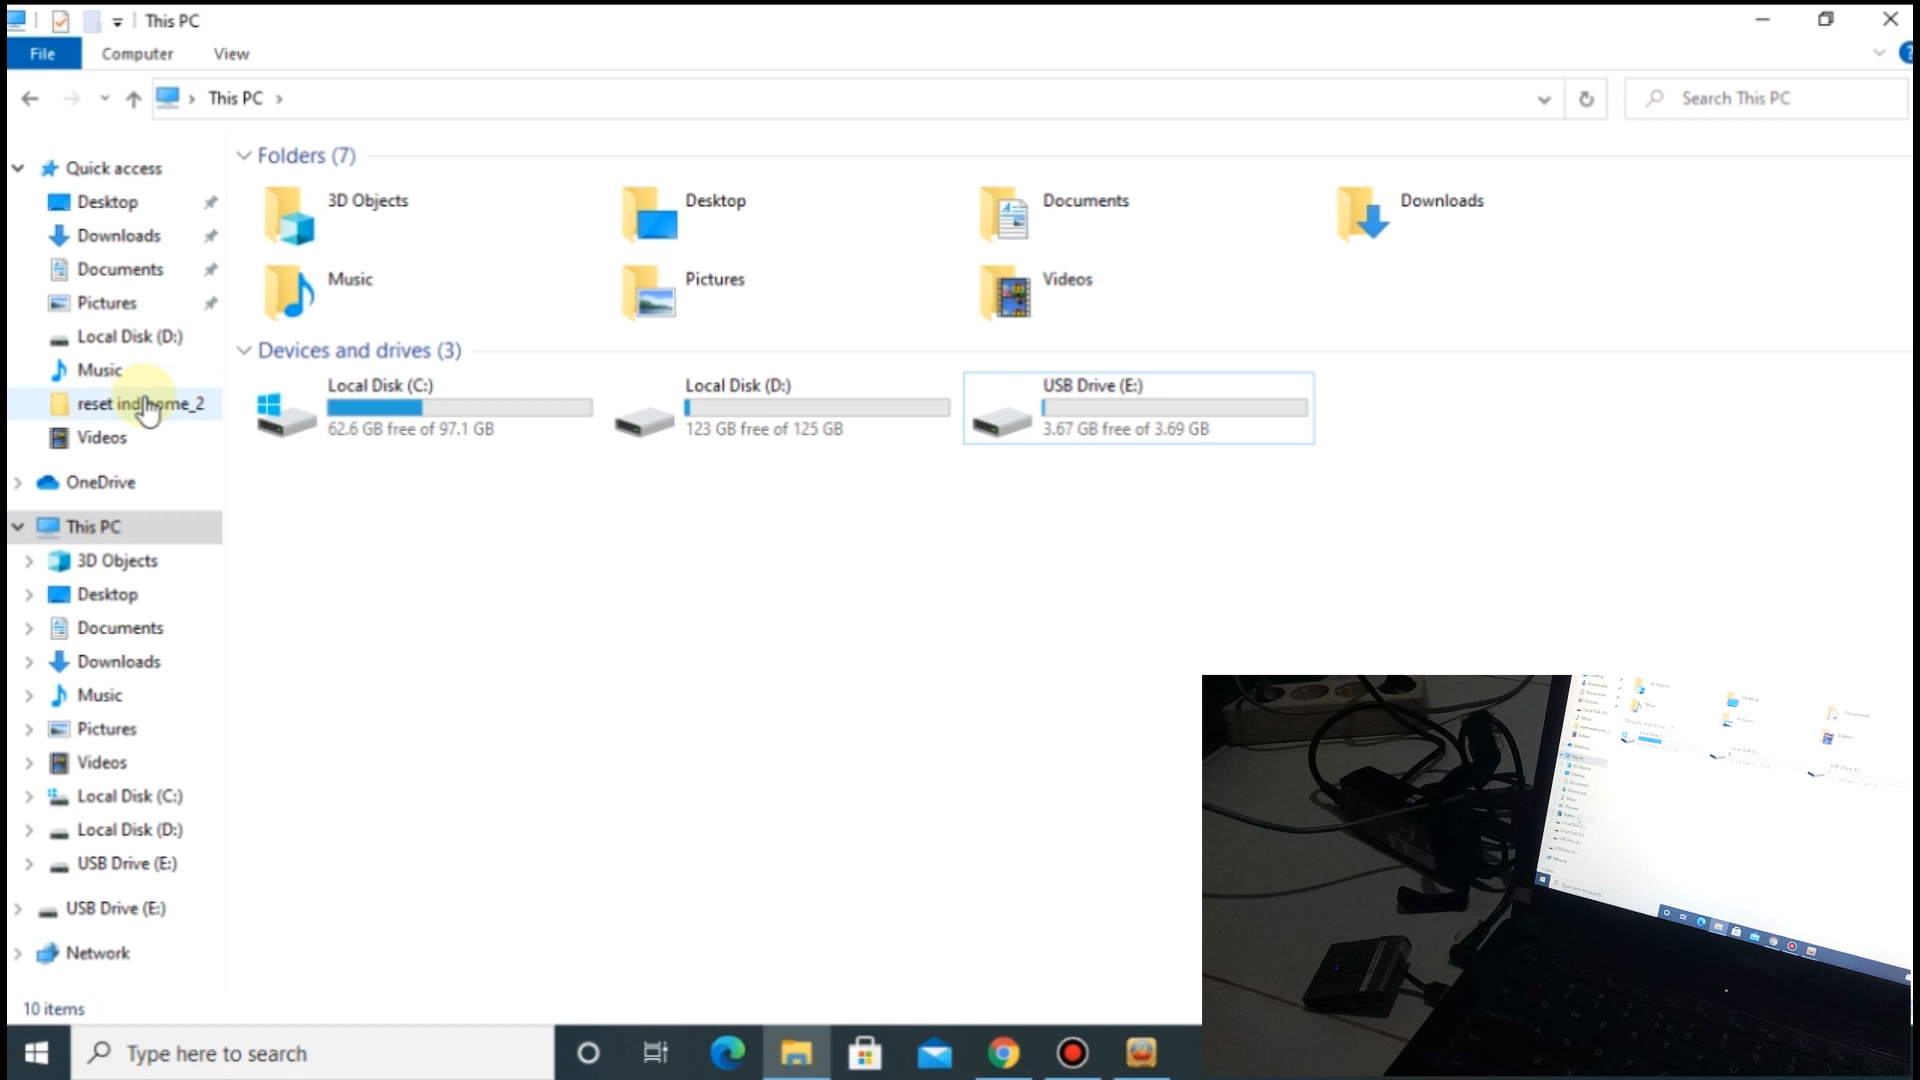 This PC
File
Computer
View
This PC
Search This PC
Quick access
Desktop
Downloads
Documents
Pictures
Local Disk (D:)
Music
reset indihome_2
Videos
OneDrive
This PC
3D Objects
Desktop
Documents
Downloads
Music
Pictures
Videos
Local Disk (C:)
Local Disk (D:)
USB Drive (E:)
USB Drive (E:)
Network
Folders (7)
3D Objects
Desktop
Documents
Downloads
Music
Pictures
Videos
Devices and drives (3)
Local Disk (C:)
62.6 GB free of 97.1 GB
Local Disk (D:)
123 GB free of 125 GB
USB Drive (E:)
3.67 GB free of 3.69 GB
10 items
Type here to search